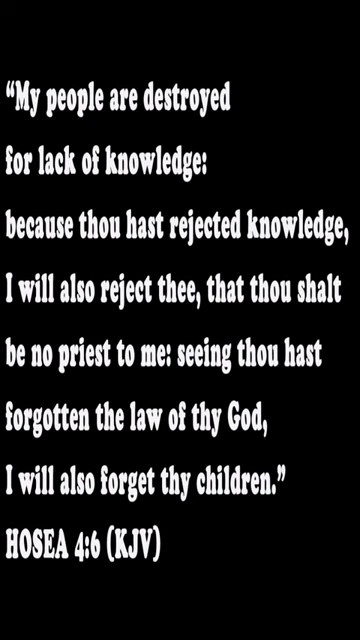 “My people are destroyed
for lack of knowledge:
because thou hast rejected knowledge,
I will also reject thee, that thou shalt
be no priest to me: seeing thou hast
forgotten the law of thy God,
I will also forget thy children.”
HOSEA 4:6 (KJV)